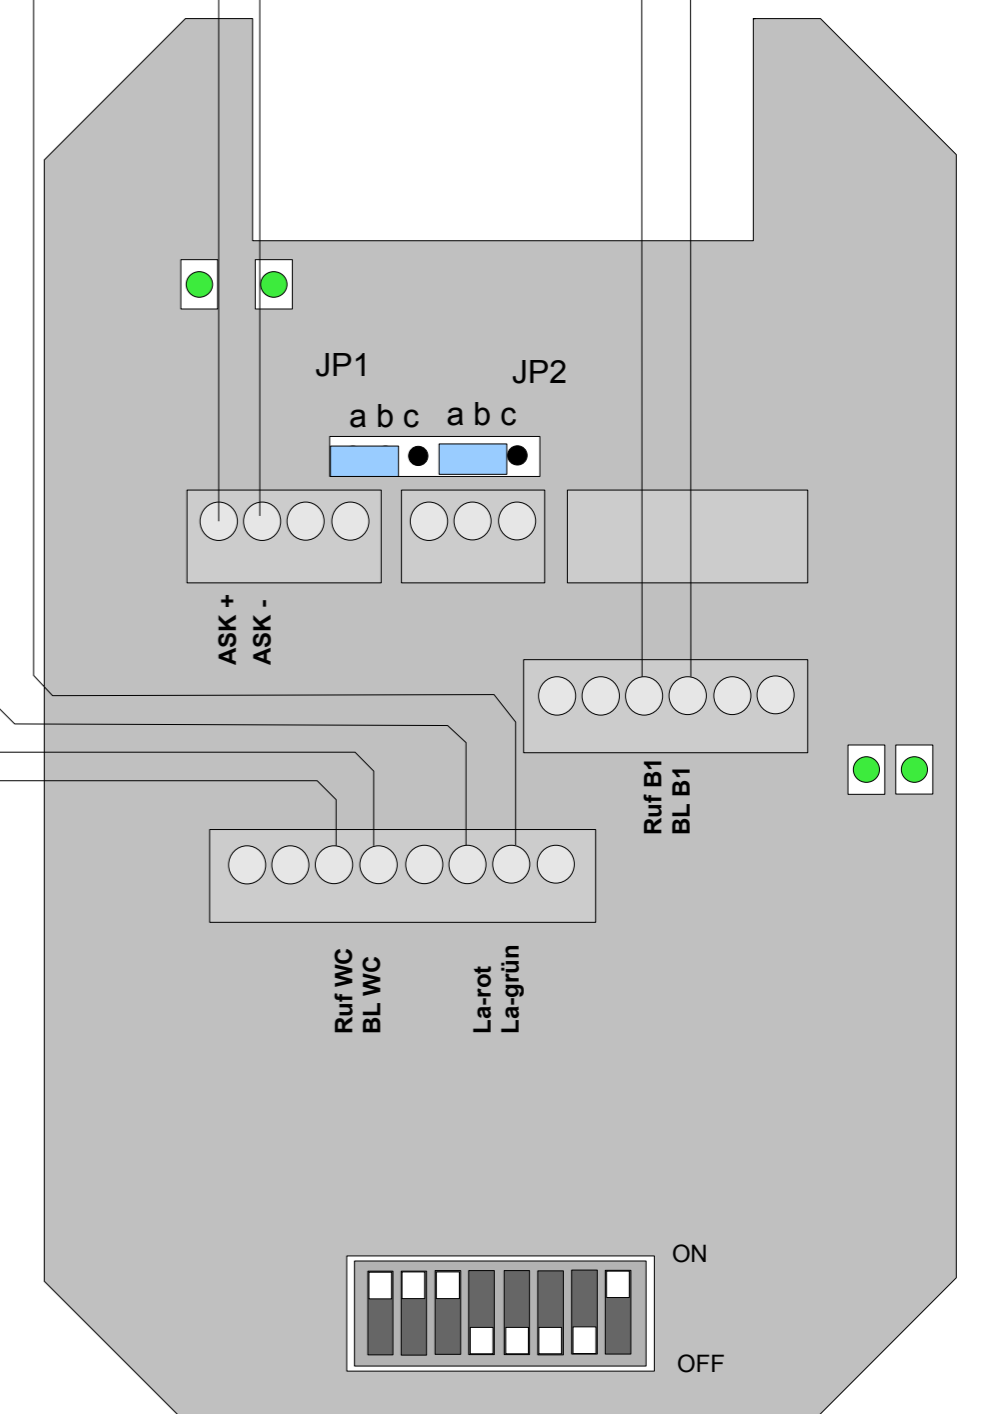 JP1
JP2
a b c
a b c
ASK +
ASK -
Ruf B1
BL B1
Ruf WC
BL WC
La-rot
La-grün
ON
OFF